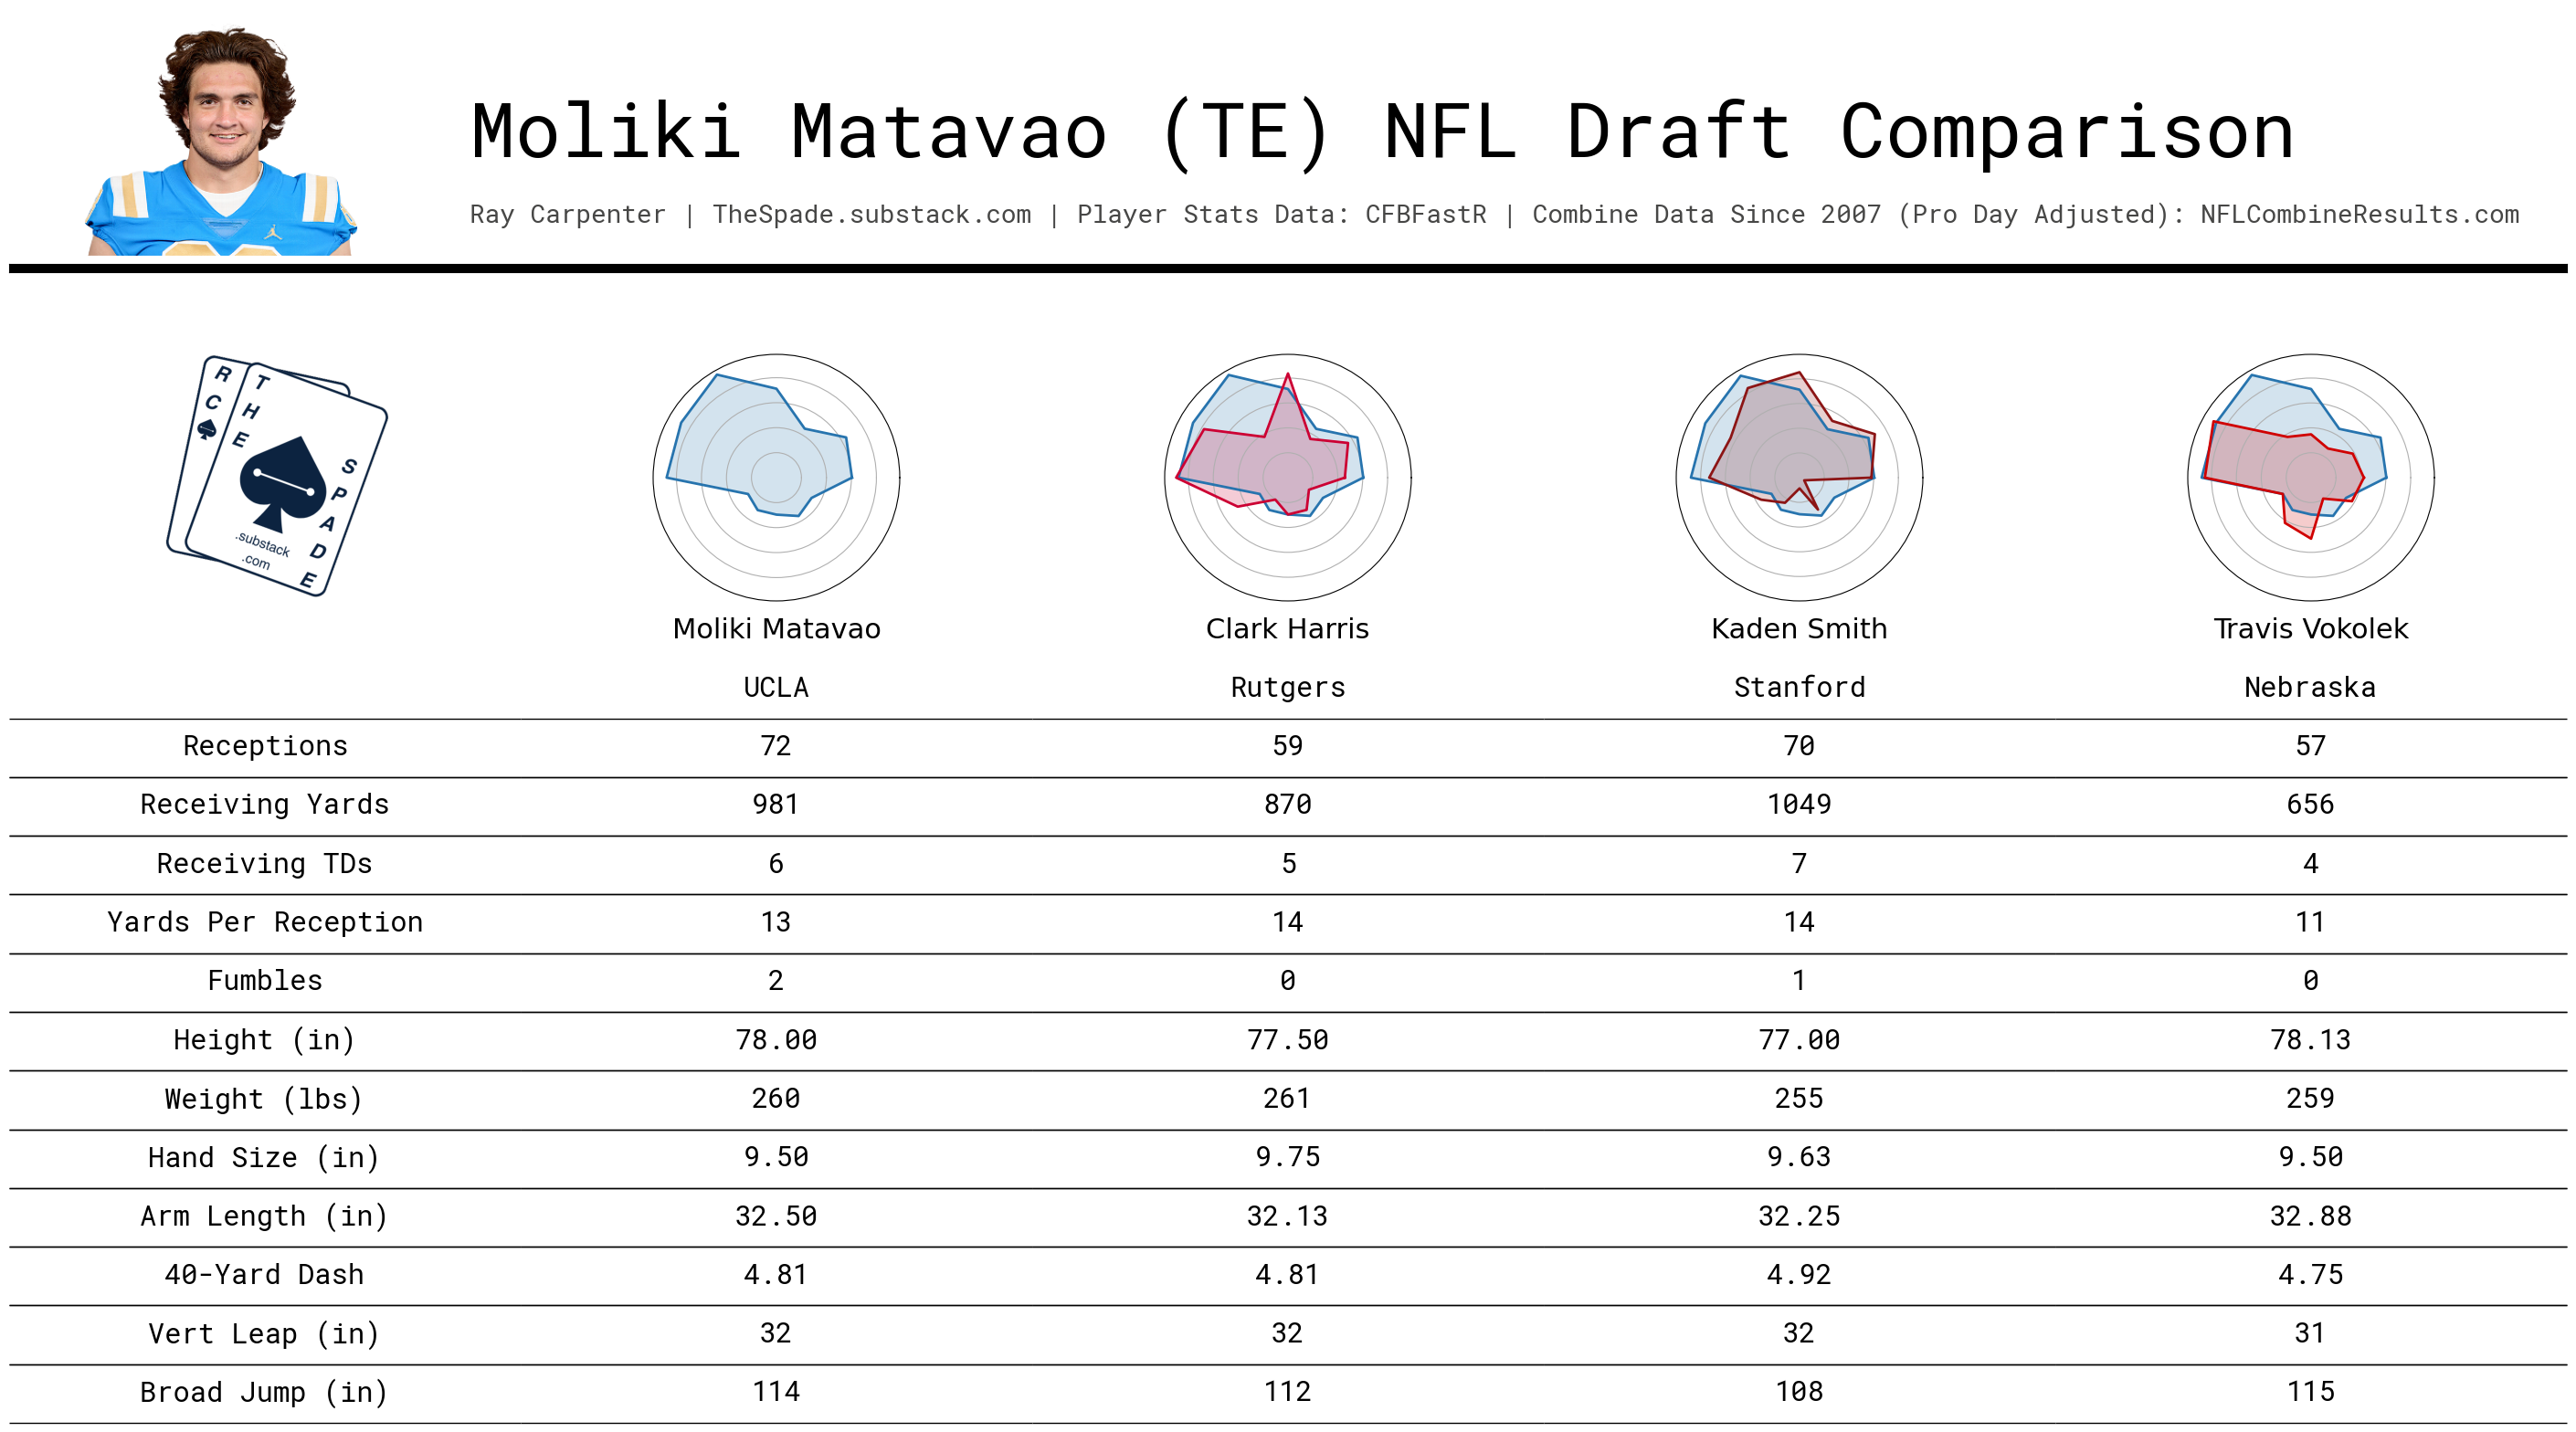 Moliki Matavao (TE) NFL Draft Comparison
Ray Carpenter | TheSpade.substack.com | Player Stats Data: CFBFastR | Combine Data Since 2007 (Pro Day Adjusted): NFLCombineResults.com
R C
T H E
S P A D E
.substack
.com
Moliki Matavao Clark Harris Kaden Smith Travis Vokolek
UCLA Rutgers Stanford Nebraska
Receptions 72 59 70 57
Receiving Yards 981 870 1049 656
Receiving TDs 6 5 7 4
Yards Per Reception 13 14 14 11
Fumbles 2 0 1 0
Height (in) 78.00 77.50 77.00 78.13
Weight (lbs) 260 261 255 259
Hand Size (in) 9.50 9.75 9.63 9.50
Arm Length (in) 32.50 32.13 32.25 32.88
40-Yard Dash 4.81 4.81 4.92 4.75
Vert Leap (in) 32 32 32 31
Broad Jump (in) 114 112 108 115